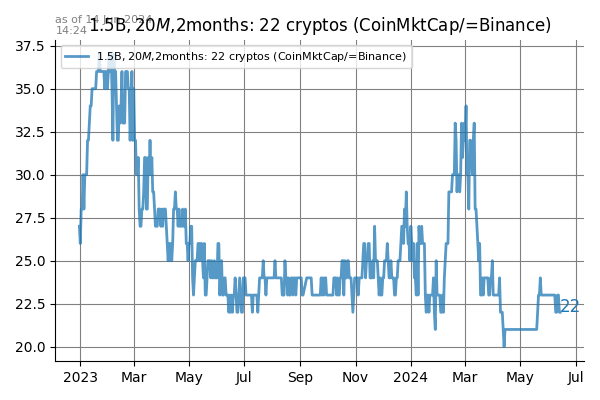 as of 14 Jun 2024
14:24
1.5B, 20M,2months: 22 cryptos (CoinMktCap/=Binance)
1.5B, 20M,2months: 22 cryptos (CoinMktCap/=Binance)
37.5
35.0
32.5
30.0
27.5
25.0
22.5
20.0
22
2023 Mar May Jul Sep Nov 2024 Mar May Jul